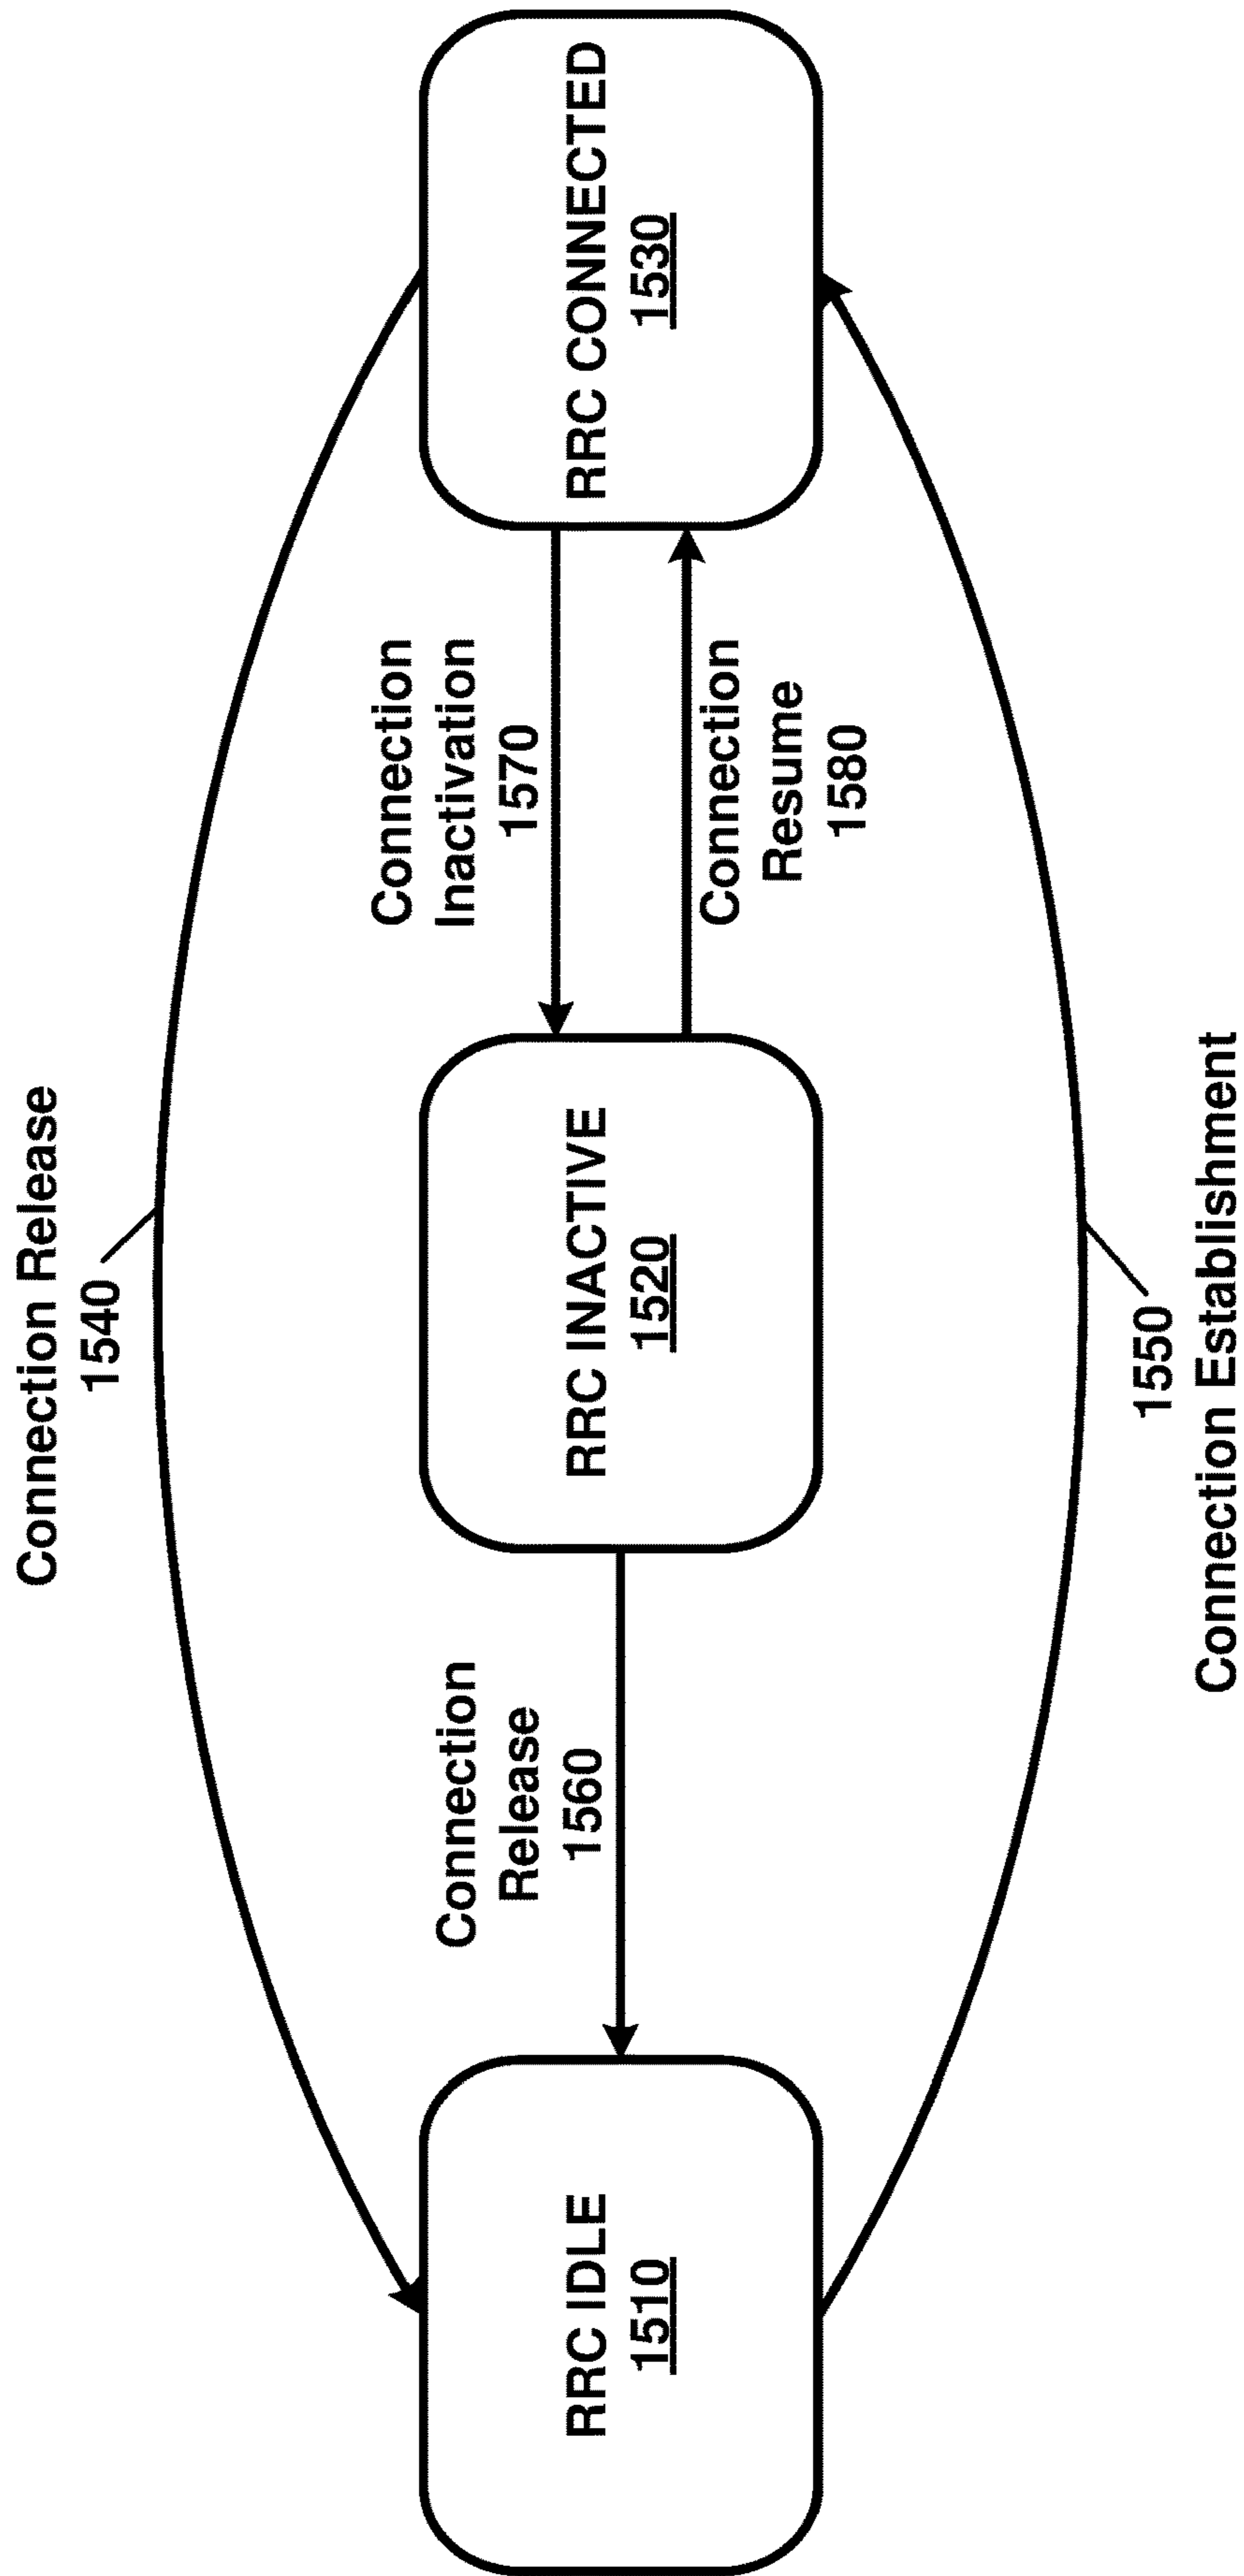 Connection Release
1540
RRC IDLE
1510
Connection
Release
1560
RRC INACTIVE
1520
Connection
Inactivation
1570
Connection
Resume
1580
RRC CONNECTED
1530
1550
Connection Establishment